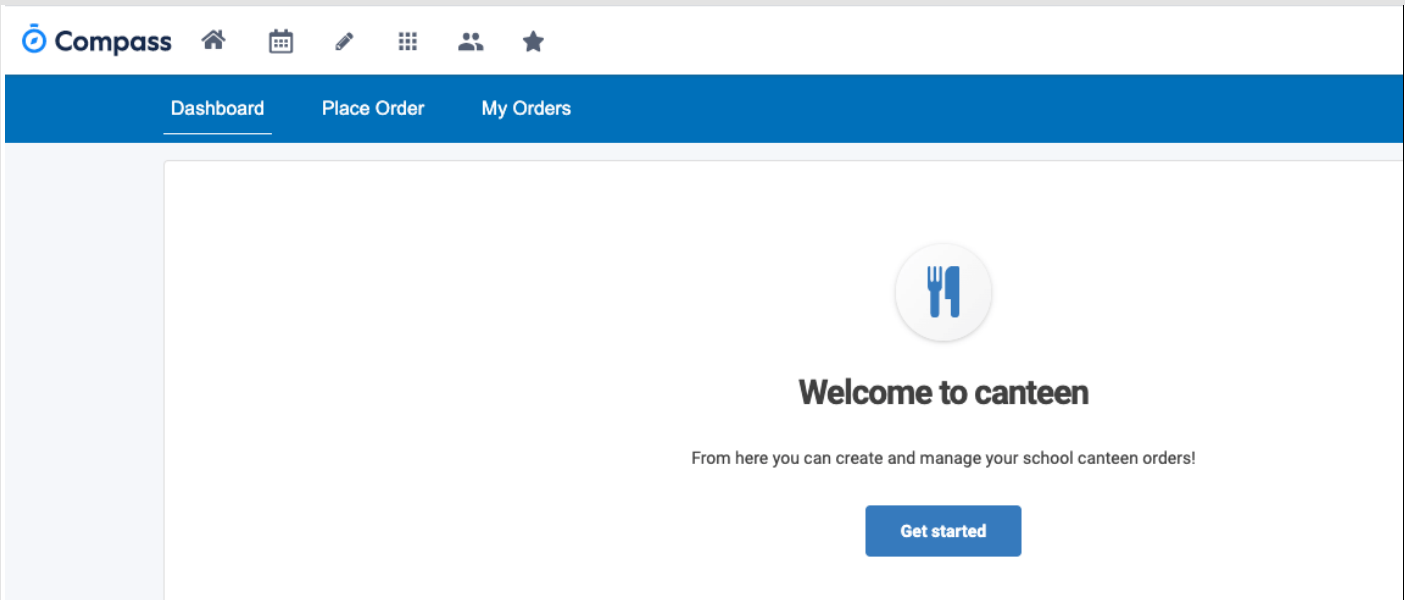 Compass
Dashboard Place Order My Orders
Welcome to canteen
From here you can create and manage your school canteen orders!
Get started